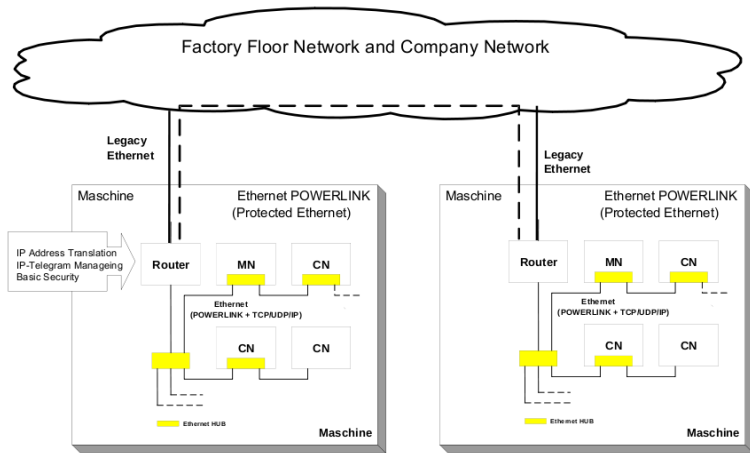 Factory Floor Network and Company Network
Legacy
Ethernet
Legacy
Ethernet
Maschine
Ethernet POWERLINK
(Protected Ethernet)
IP Address Translation
IP-Telegram Manageing
Basic Security
Router
MN
CN
Ethernet
(POWERLINK + TCP/UDP/IP)
CN
CN
Ethernet HUB
Maschine
Maschine
Ethernet POWERLINK
(Protected Ethernet)
Router
MN
CN
Ethernet
(POWERLINK + TCP/UDP/IP)
CN
CN
Ethernet HUB
Maschine